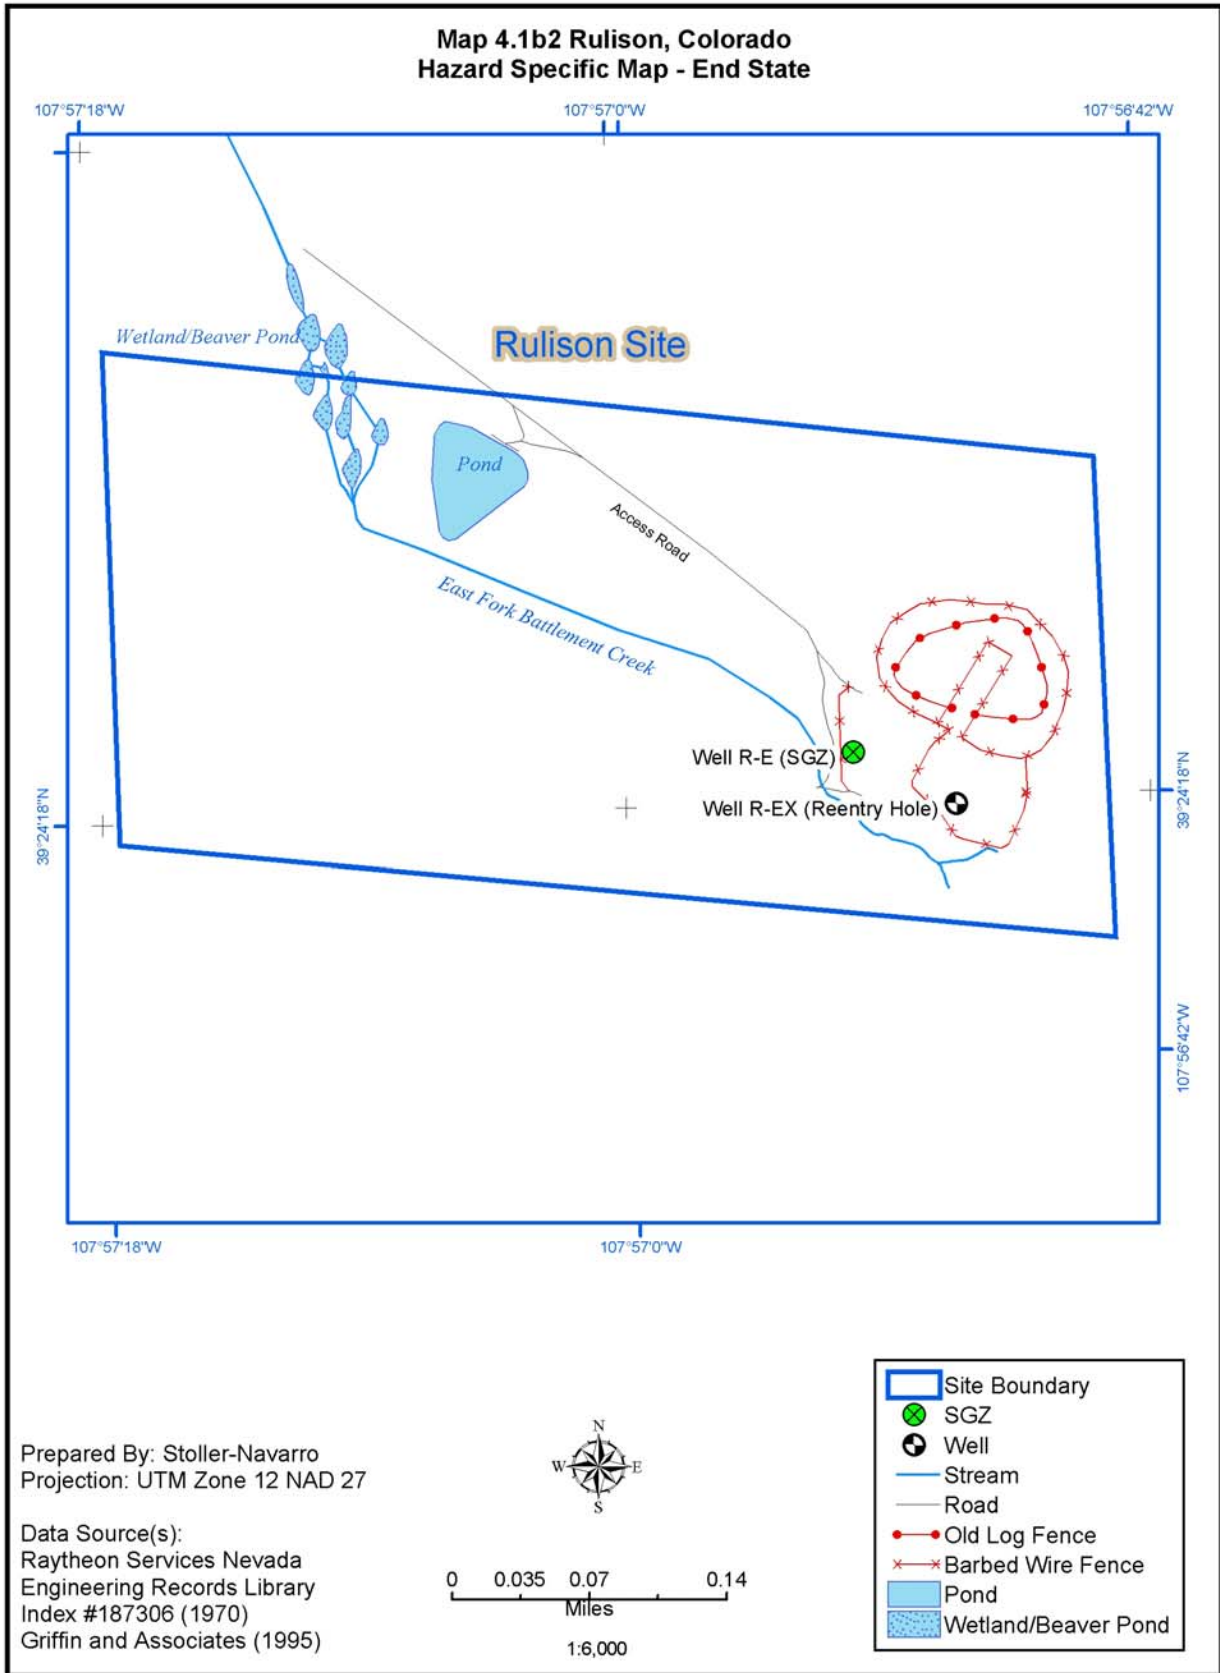 Map 4.1b2 Rulison, Colorado
Hazard Specific Map - End State
107°57'18"W
107°57'0"W
107°56'42"W
Wetland/Beaver Pond
Rulison Site
Pond
Access Road
East Fork Battlement Creek
Well R-E (SGZ)
Well R-EX (Reentry Hole)
39°24'18"N
39°24'18"N
107°56'42"W
107°57'18"W
107°57'0"W
Prepared By: Stoller-Navarro
Projection: UTM Zone 12 NAD 27
Data Source(s):
Raytheon Services Nevada
Engineering Records Library
Index #187306 (1970)
Griffin and Associates (1995)
N
W
E
S
0 0.035 0.07 0.14
Miles
1:6,000
Site Boundary
SGZ
Well
Stream
Road
Old Log Fence
Barbed Wire Fence
Pond
Wetland/Beaver Pond